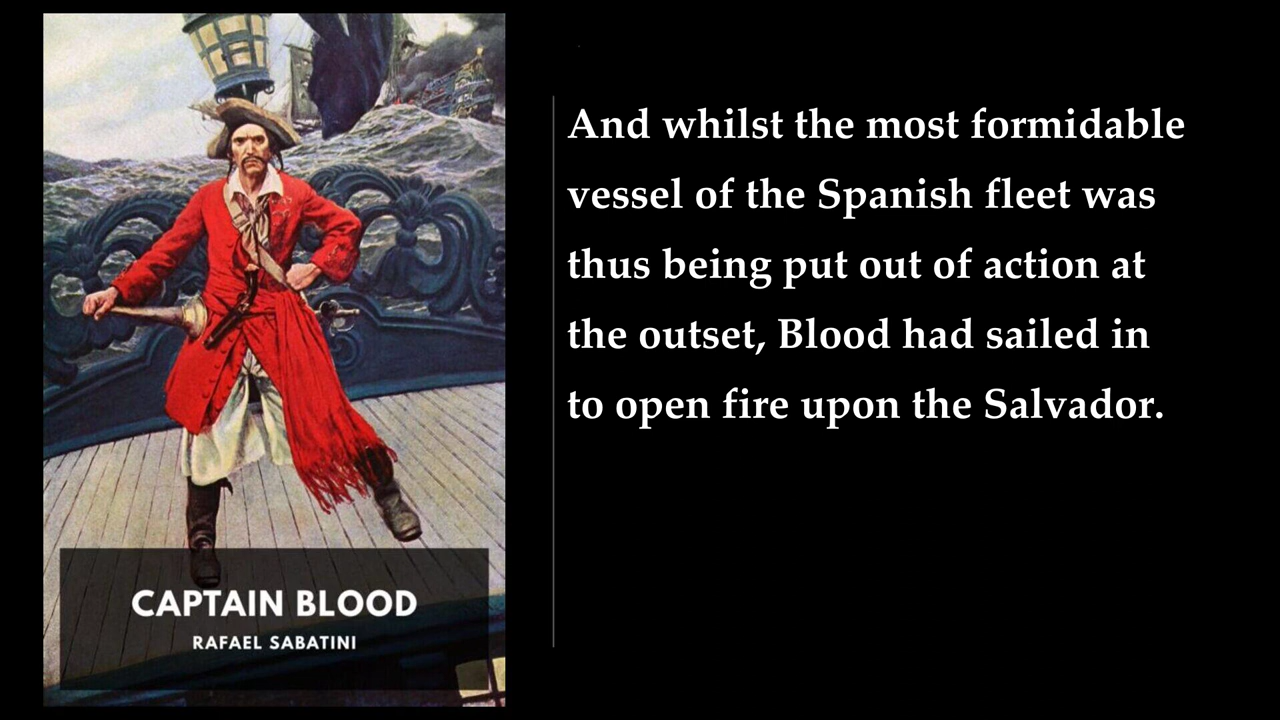 And whilst the most formidable
vessel of the Spanish fleet was
thus being put out of action at
the outset, Blood had sailed in
to open fire upon the Salvador.
CAPTAIN BLOOD
RAFAEL SABATINI